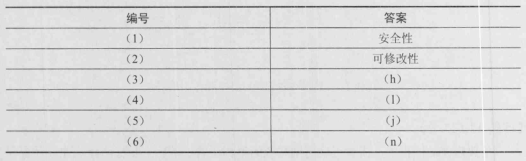 编号 答案
（1） 安全性
（2） 可修改性
（3） （h）
（4） （l）
（5） （j）
（6） （n）